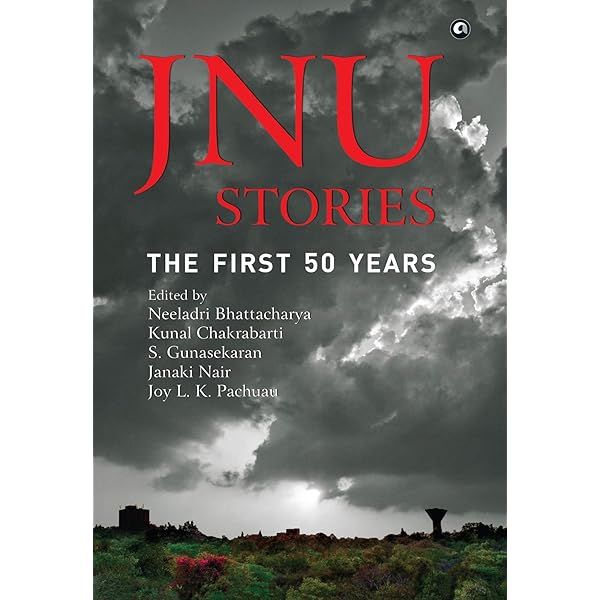 JNU
STORIES
THE FIRST 50 YEARS
Edited by
Neeladri Bhattacharya
Kunal Chakrabarti
S. Gunasekaran
Janaki Nair
Joy L. K. Pachuau